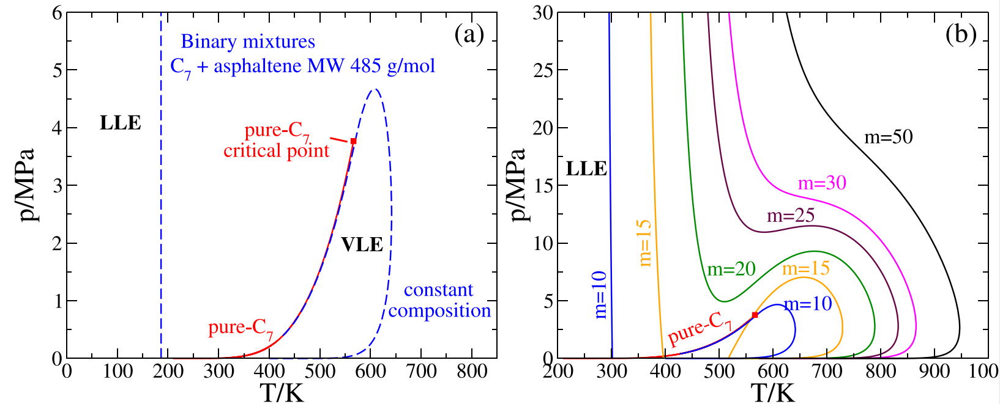 (a)
Binary mixtures
C7 + asphaltene MW 485 g/mol
LLE
pure-C7
critical point
VLE
constant
composition
pure-C7
p/MPa
6
5
4
3
2
1
0
0 100 200 300 400 500 600 700 800
T/K
(b)
m=50
LLE
m=30
m=25
m=15
m=20
m=15
m=10
m=10
pure-C7
p/MPa
30
25
20
15
10
5
0
200 300 400 500 600 700 800 900 100
T/K